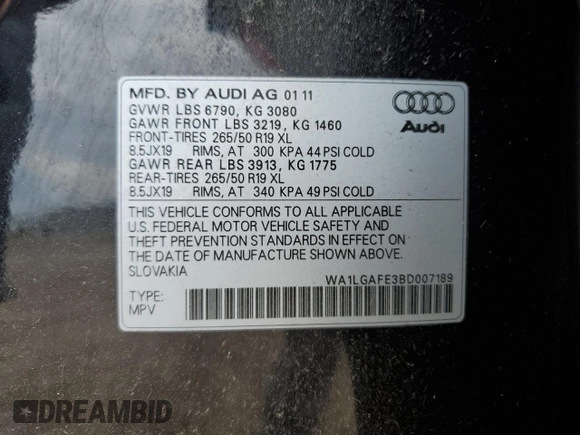 MFD. BY AUDI AG 01 11
GVWR LBS 6790, KG 3080
GAWR FRONT LBS 3219, KG 1460
FRONT-TIRES 265/50 R19 XL
8.5JX19 RIMS, AT 300 KPA 44 PSI COLD
GAWR REAR LBS 3913, KG 1775
REAR-TIRES 265/50 R19 XL
8.5JX19 RIMS, AT 340 KPA 49 PSI COLD
Audi
THIS VEHICLE CONFORMS TO ALL APPLICABLE
U.S. FEDERAL MOTOR VEHICLE SAFETY AND
THEFT PREVENTION STANDARDS IN EFFECT ON
THE DATE OF MANUFACTURE SHOWN ABOVE.
SLOVAKIA
WA1LGAFE3BD007189
TYPE:
MPV
DREAMBID